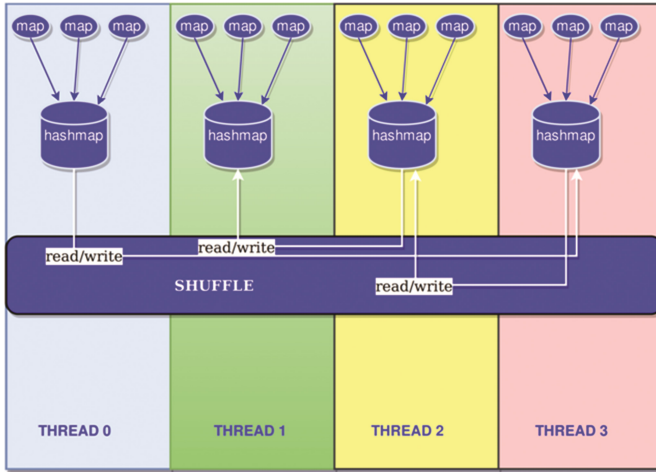 map map map map map map map map map map map map
hashmap hashmap hashmap hashmap
read/write
read/write
SHUFFLE
read/write
THREAD 0 THREAD 1 THREAD 2 THREAD 3